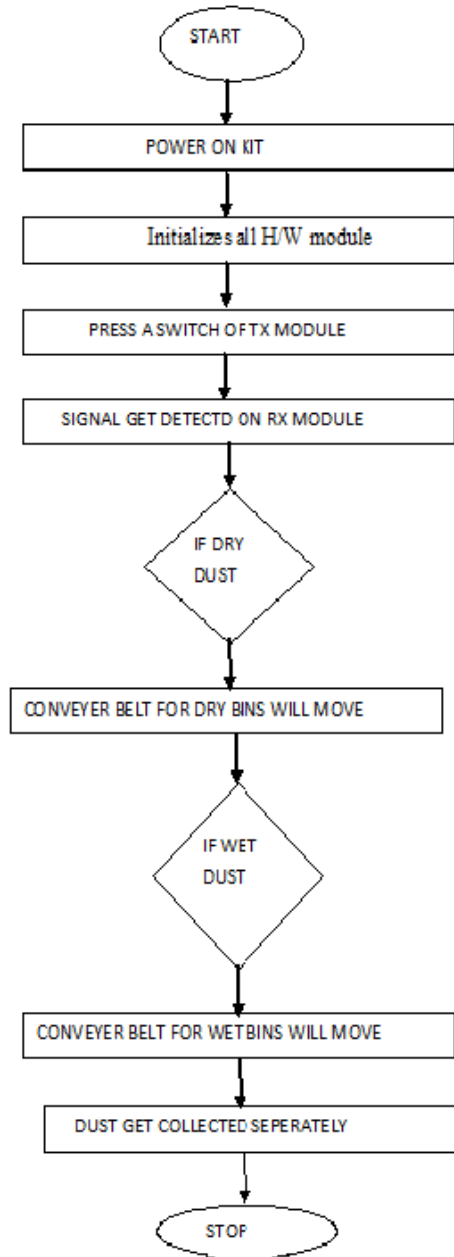 START
POWER ON KIT
Initializes all H/W module
PRESS A SWITCH OF TX MODULE
SIGNAL GET DETECTD ON RX MODULE
IF DRY
DUST
CONVEYER BELT FOR DRY BINS WILL MOVE
IF WET
DUST
CONVEYER BELT FOR WET BINS WILL MOVE
DUST GET COLLECTED SEPERATELY
STOP